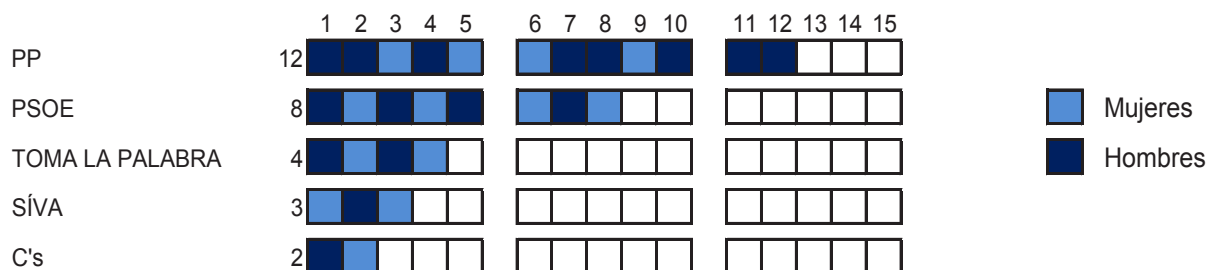 1 2 3 4 5 6 7 8 9 10 11 12 13 14 15
PP 12
PSOE 8 Mujeres
TOMA LA PALABRA 4 Hombres
SÍVA 3
C's 2